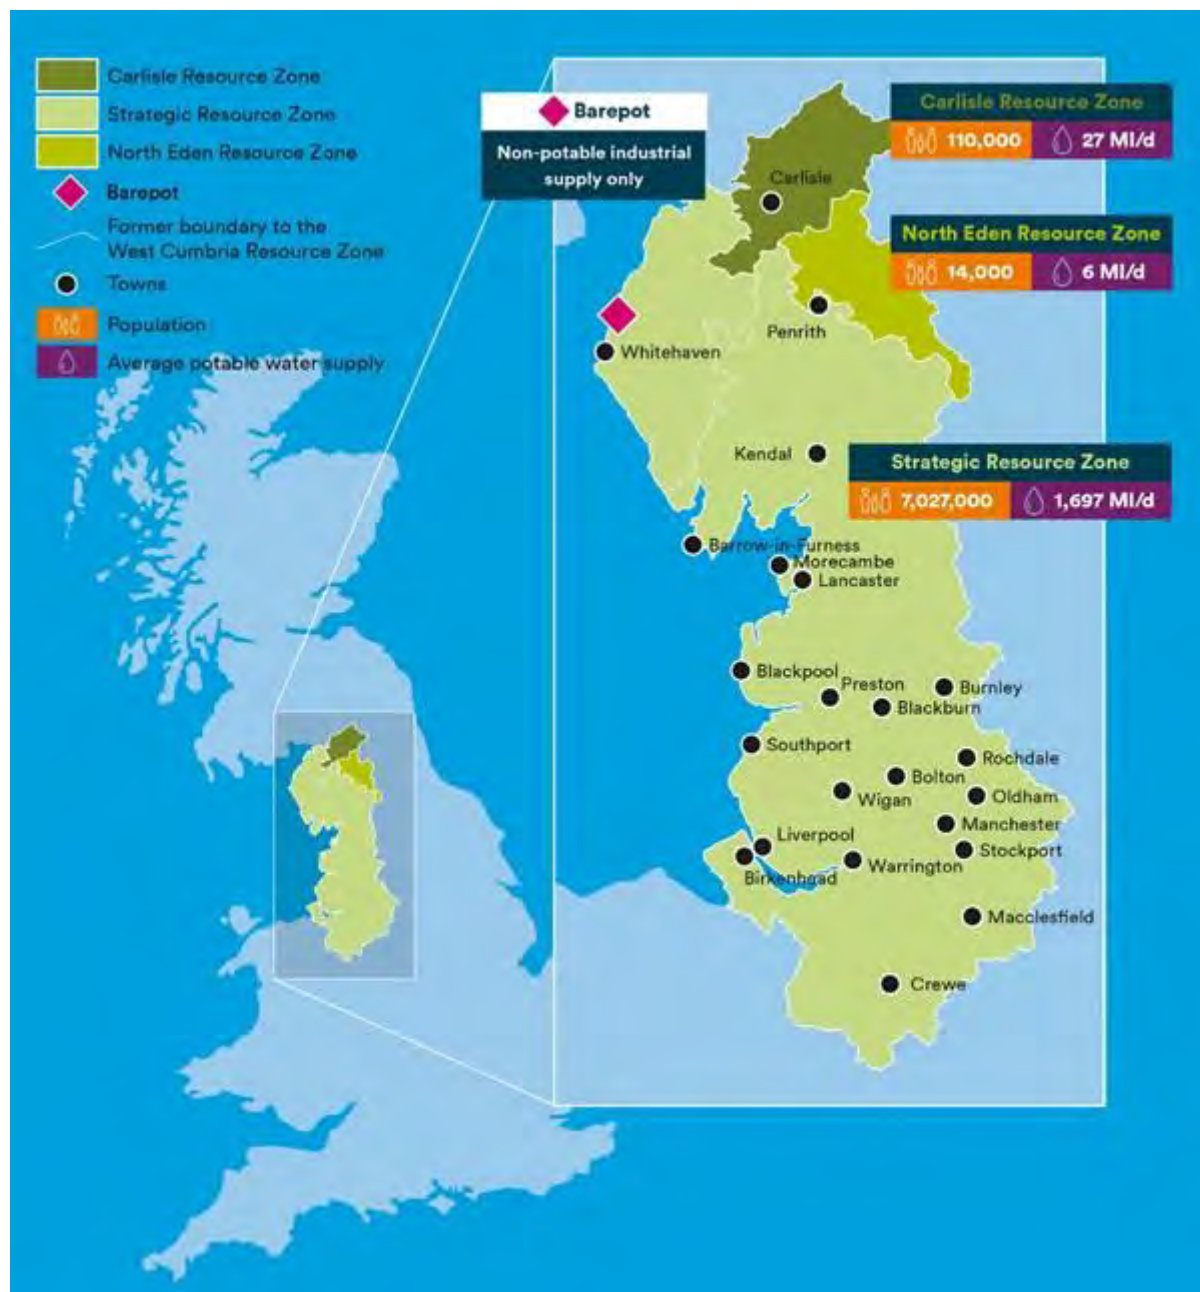 Carlisle Resource Zone
Strategic Resource Zone
North Eden Resource Zone
Barepot
Former boundary to the
West Cumbria Resource Zone
Towns
Population
Average potable water supply
Barepot
Non-potable industrial
supply only
Carlisle Resource Zone
110,000
27 Ml/d
Carlisle
North Eden Resource Zone
14,000
6 Ml/d
Penrith
Whitehaven
Kendal
Strategic Resource Zone
7,027,000
1,697 Ml/d
Barrow-in-Furness
Morecambe
Lancaster
Blackpool
Preston
Burnley
Blackburn
Southport
Rochdale
Bolton
Wigan
Oldham
Manchester
Liverpool
Stockport
Warrington
Birkenhead
Macclesfield
Crewe